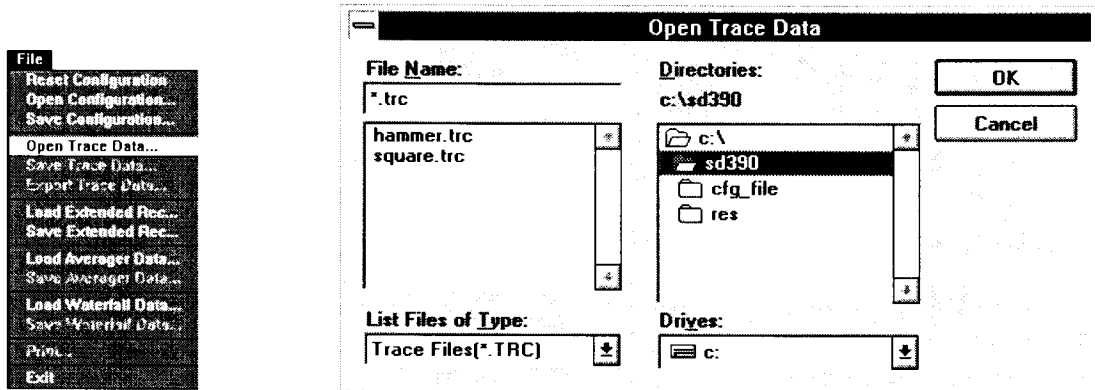 File
Reset Configuration
Open Configuration...
Save Configuration...
Open Trace Data...
Save Trace Data...
Export Trace Data...
Load Extended Rec...
Save Extended Rec...
Load Averager Data...
Save Averager Data...
Load Waterfall Data...
Save Waterfall Data...
Print...
Exit
Open Trace Data
File Name:
*.trc
hammer.trc
square.trc
List Files of Type:
Trace Files(*.TRC)
Directories:
c:\sd390
c:\
sd390
cfg_file
res
Drives:
c:
OK
Cancel